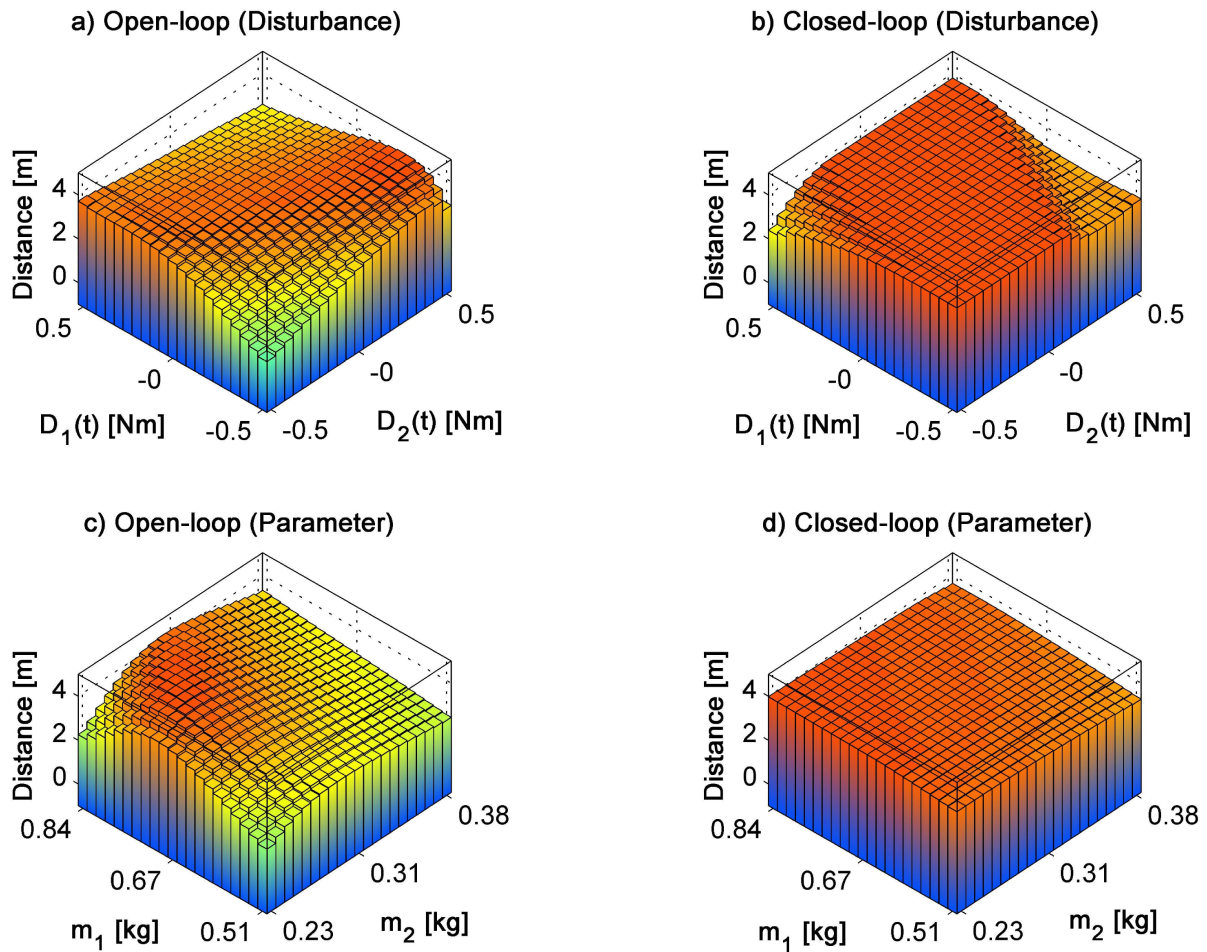 a) Open-loop (Disturbance)
b) Closed-loop (Disturbance)
Distance [m]
4
2
0
0.5
-0
-0.5
D1(t) [Nm]
-0.5
-0
0.5
D2(t) [Nm]
Distance [m]
4
2
0
0.5
-0
-0.5
D1(t) [Nm]
-0.5
-0
0.5
D2(t) [Nm]
c) Open-loop (Parameter)
d) Closed-loop (Parameter)
Distance [m]
4
2
0
0.84
0.67
0.51
m1 [kg]
0.23
0.31
0.38
m2 [kg]
Distance [m]
4
2
0
0.84
0.67
0.51
m1 [kg]
0.23
0.31
0.38
m2 [kg]